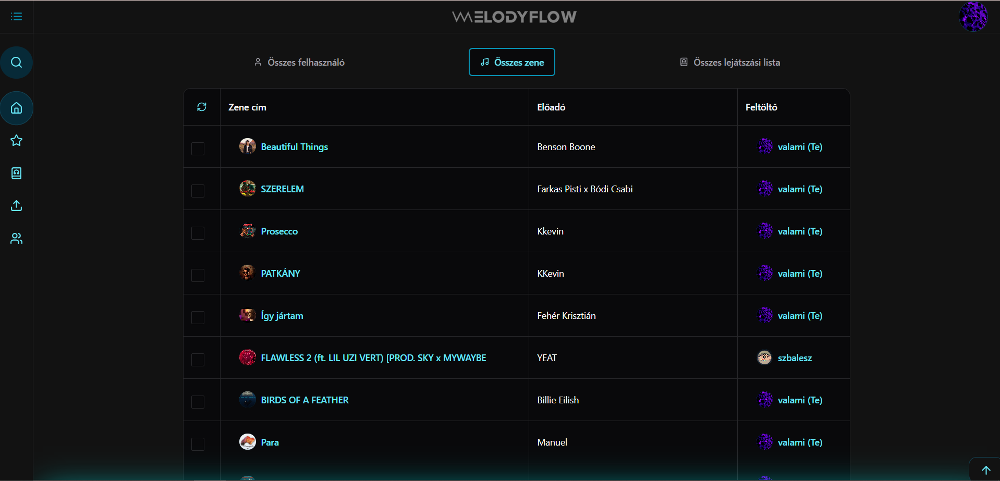 MELODYFLOW
Összes felhasználó
Összes zene
Összes lejátszási lista
Zene cím Előadó Feltöltő
Beautiful Things Benson Boone valami (Te)
SZERELEM Farkas Pisti x Bódi Csabi valami (Te)
Prosecco Kkevin valami (Te)
PATKÁNY KKevin valami (Te)
Így jártam Fehér Krisztián valami (Te)
FLAWLESS 2 (ft. LIL UZI VERT) [PROD. SKY x MYWAYBE YEAT szbalesz
BIRDS OF A FEATHER Billie Eilish valami (Te)
Para Manuel valami (Te)